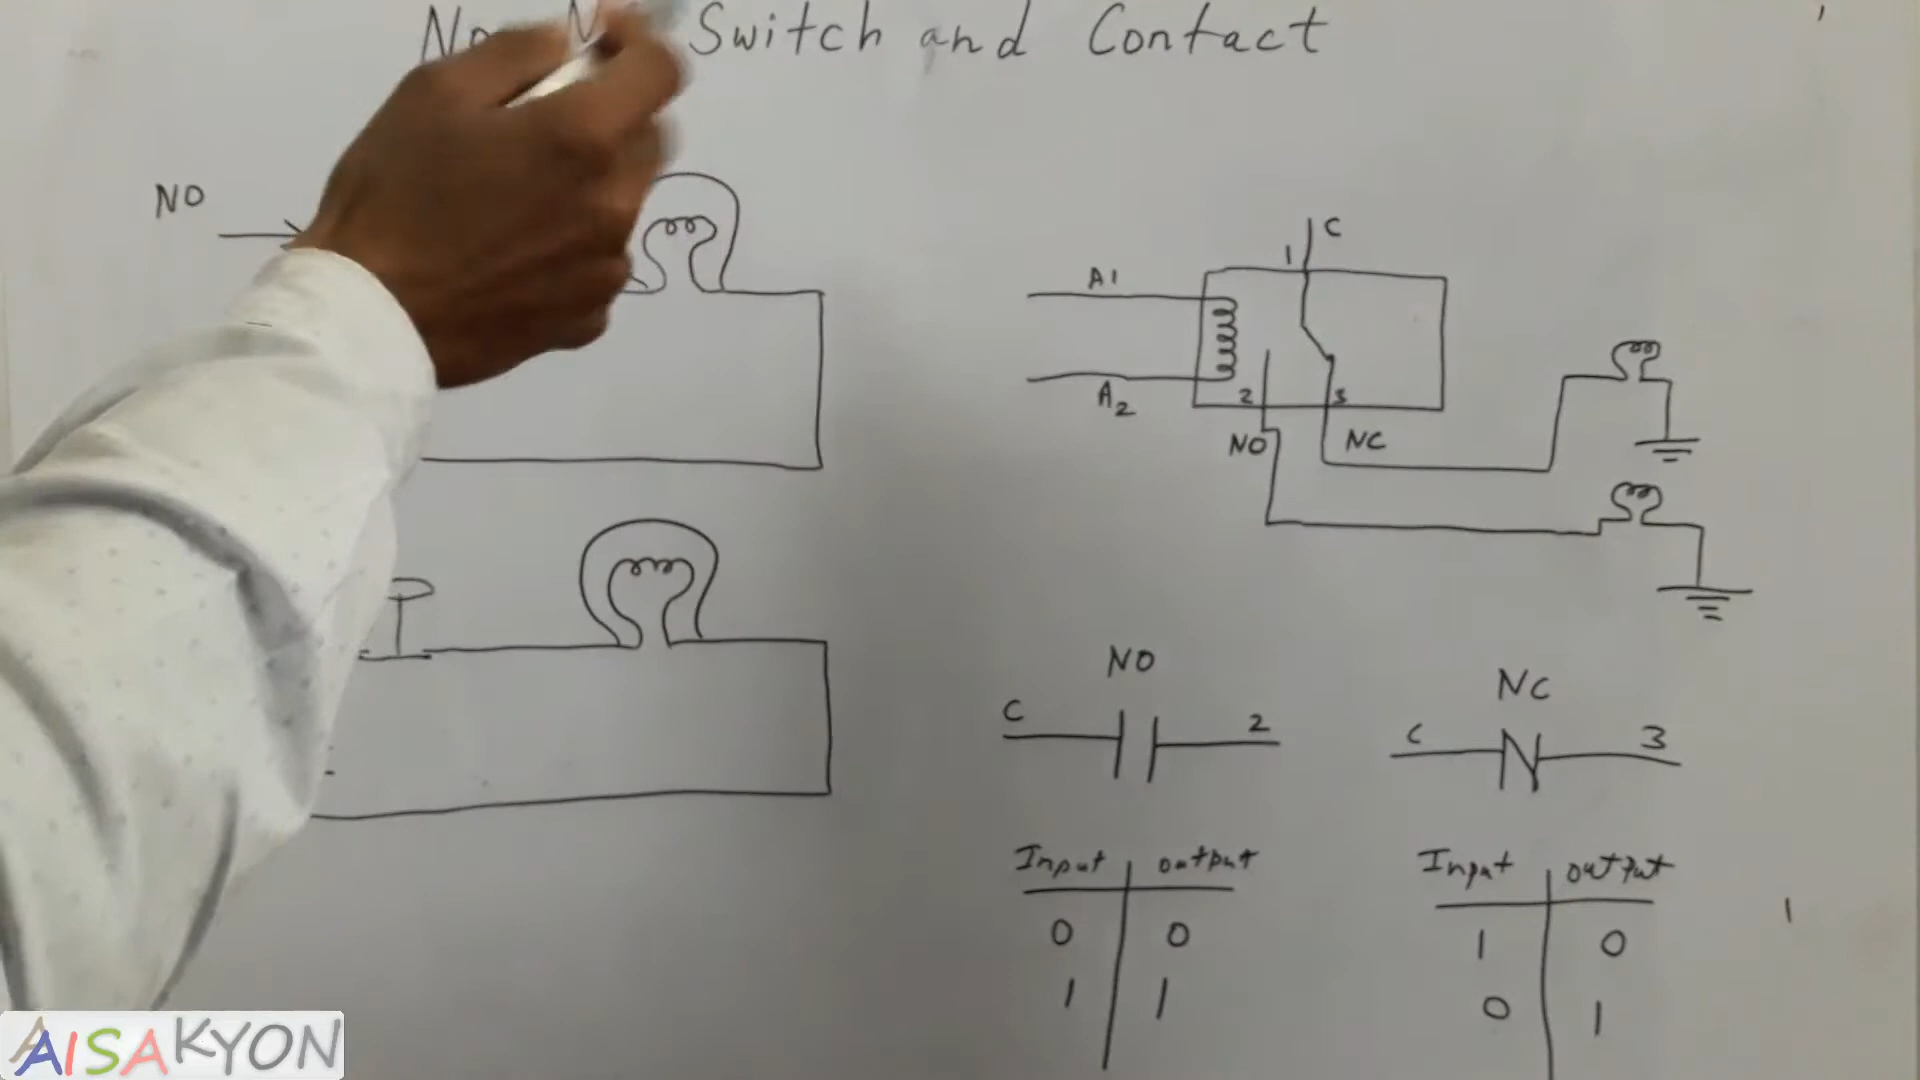 No Switch and Contact
NO
C
1
A1
A2
2
3
NO
NC
NO
C
2
NC
C
3
Input output
0 0
1 1
Input output
1 0
0 1
AISAKYON